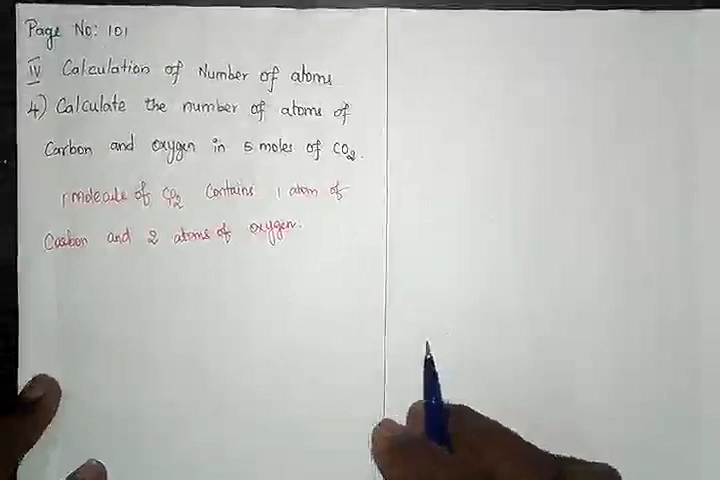 Page No: 101
IV Calculation of Number of atoms
4) Calculate the number of atoms of
Carbon and oxygen in 5 moles of CO2.
1 molecule of CO2 Contains 1 atom of
Carbon and 2 atoms of oxygen.